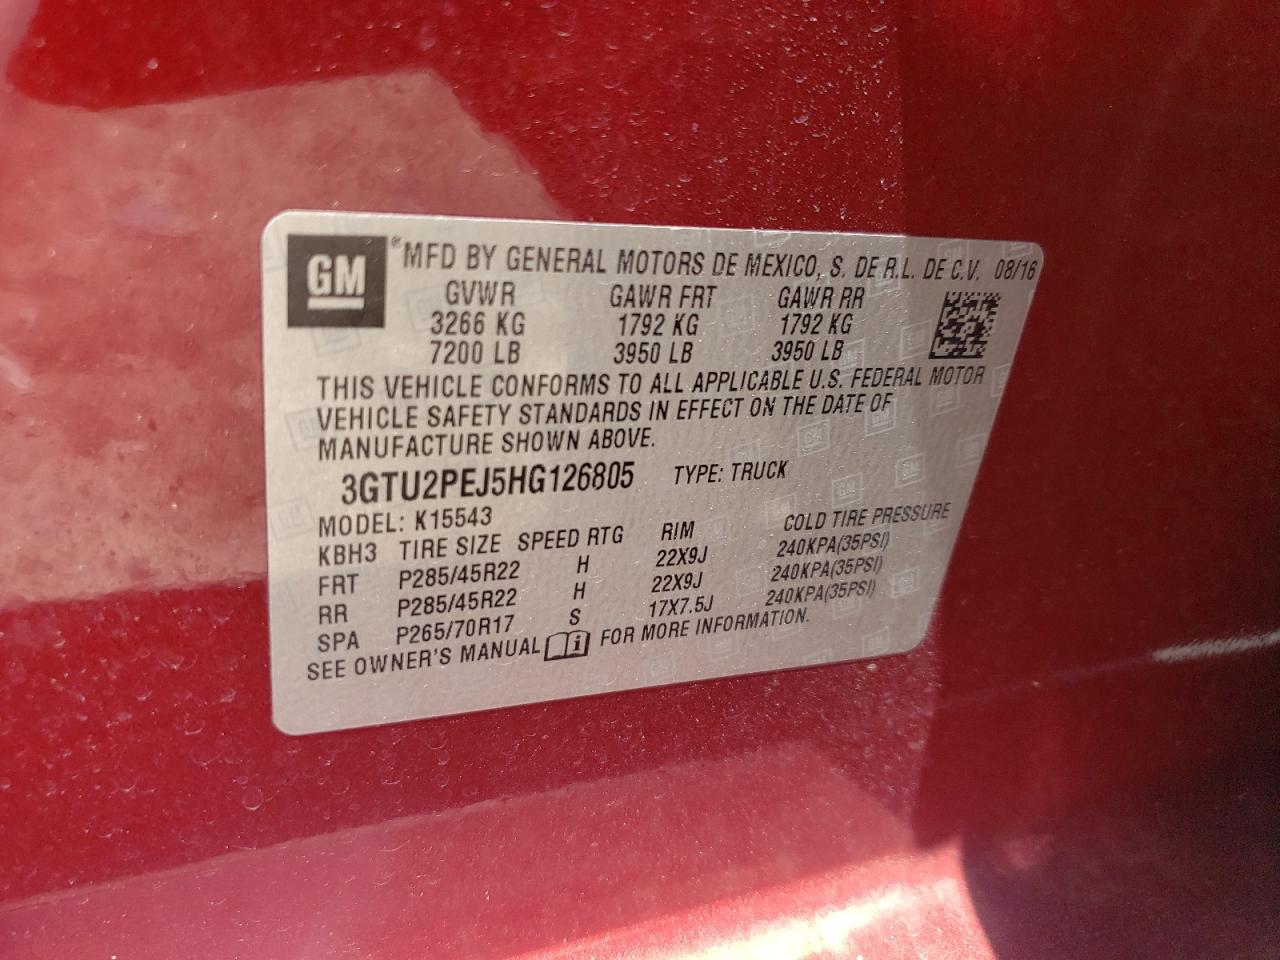 GM ® MFD BY GENERAL MOTORS DE MEXICO, S. DE R.L. DE C.V. 08/16
GVWR GAWR FRT GAWR RR
3266 KG 1792 KG 1792 KG
7200 LB 3950 LB 3950 LB
THIS VEHICLE CONFORMS TO ALL APPLICABLE U.S. FEDERAL MOTOR
VEHICLE SAFETY STANDARDS IN EFFECT ON THE DATE OF
MANUFACTURE SHOWN ABOVE.
3GTU2PEJ5HG126805 TYPE: TRUCK
MODEL: K15543
KBH3 TIRE SIZE SPEED RTG RIM COLD TIRE PRESSURE
FRT P285/45R22 H 22X9J 240KPA(35PSI)
RR P285/45R22 H 22X9J 240KPA(35PSI)
SPA P265/70R17 S 17X7.5J 240KPA(35PSI)
SEE OWNER'S MANUAL FOR MORE INFORMATION.